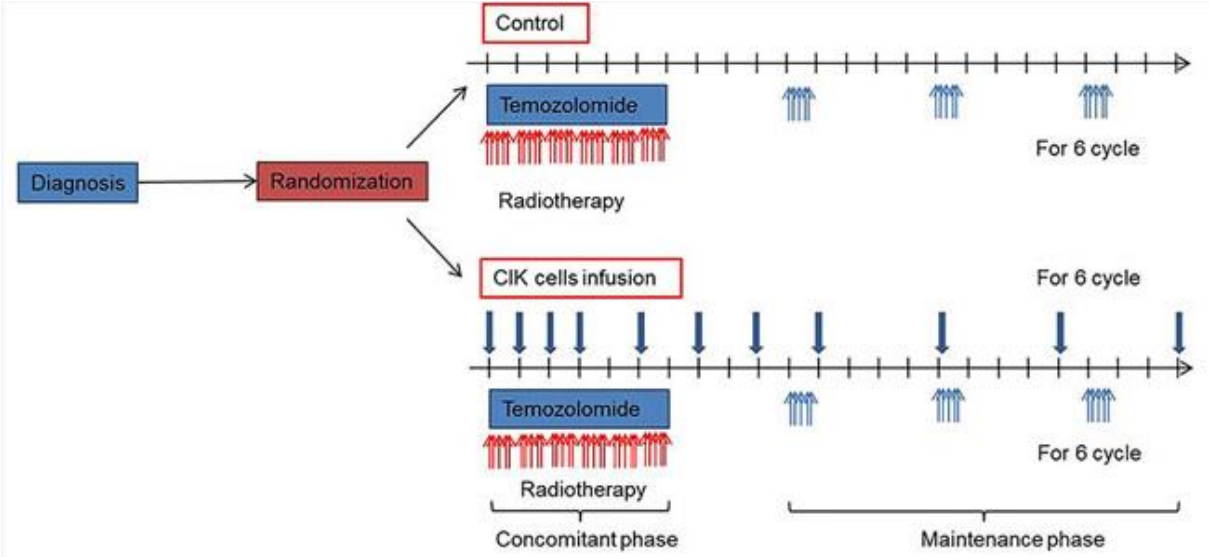 Control
Temozolomide
Diagnosis
Randomization
For 6 cycle
Radiotherapy
CIK cells infusion
For 6 cycle
Temozolomide
For 6 cycle
Radiotherapy
Concomitant phase
Maintenance phase